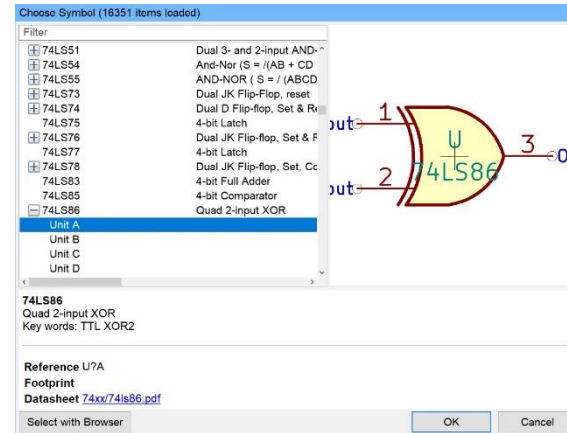 Choose Symbol (16351 items loaded)
Filter
74LS51 Dual 3- and 2-input AND-
74LS54 And-Nor (S = /(AB + CD
74LS55 AND-NOR ( S = / (ABCD
74LS73 Dual JK Flip-Flop, reset
74LS74 Dual D Flip-flop, Set & Re
74LS75 4-bit Latch
74LS76 Dual JK Flip-flop, Set & F
74LS77 4-bit Latch
74LS78 Dual JK Flip-flop, Set, Cc
74LS83 4-bit Full Adder
74LS85 4-bit Comparator
74LS86 Quad 2-input XOR
Unit A
Unit B
Unit C
Unit D
out 1
U
74LS86
3 O
out 2
74LS86
Quad 2-input XOR
Key words: TTL XOR2
Reference U?A
Footprint
Datasheet 74xx/74ls86.pdf
Select with Browser OK Cancel